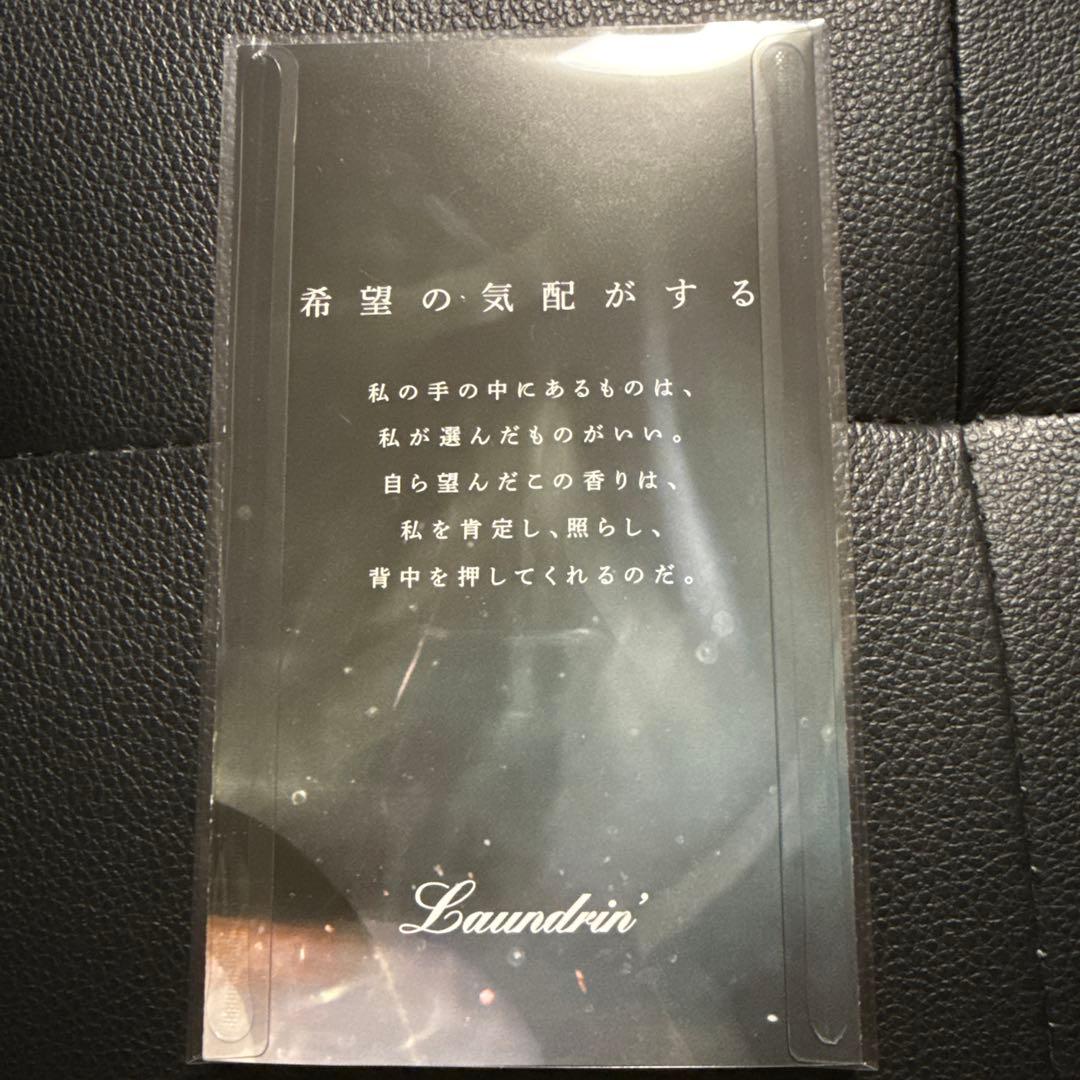 希望の気配がする
私の手の中にあるものは、
私が選んだものがいい。
自ら望んだこの香りは、
私を肯定し、照らし、
背中を押してくれるのだ。
Laundrin'